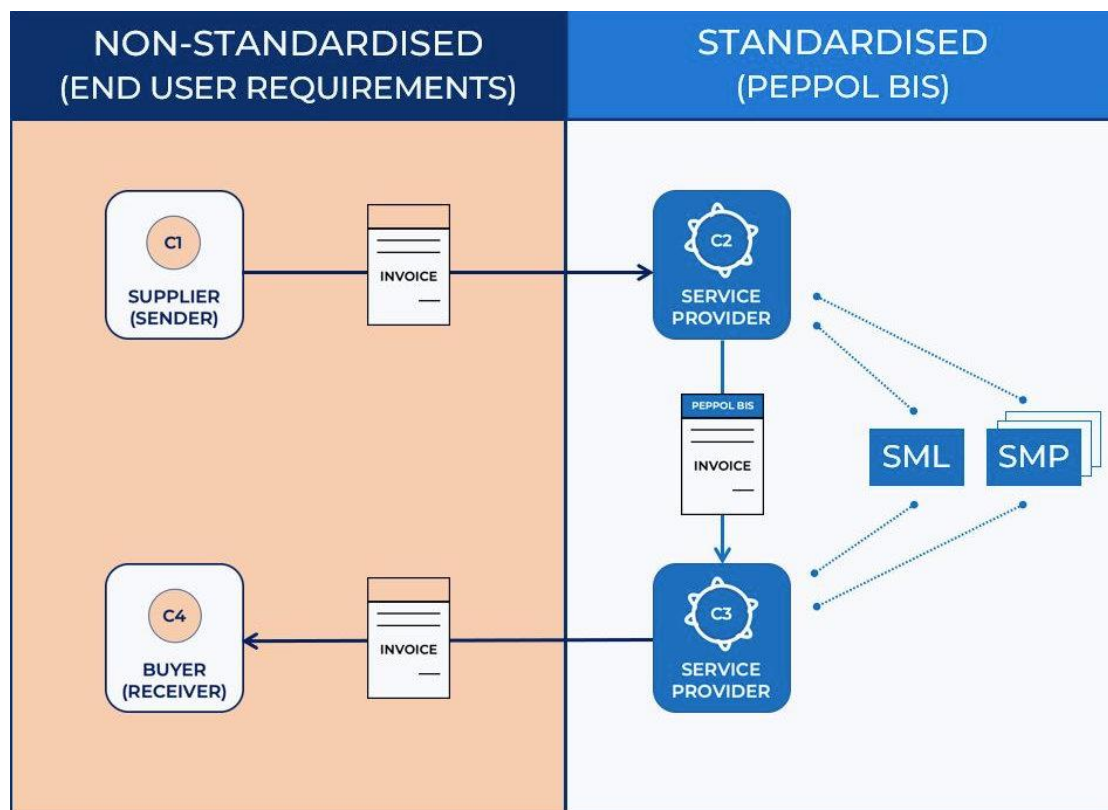 NON-STANDARDISED
(END USER REQUIREMENTS)
STANDARDISED
(PEPPOL BIS)
C1
SUPPLIER
(SENDER)
INVOICE
C2
SERVICE
PROVIDER
PEPPOL BIS
INVOICE
SML
SMP
C4
BUYER
(RECEIVER)
INVOICE
C3
SERVICE
PROVIDER